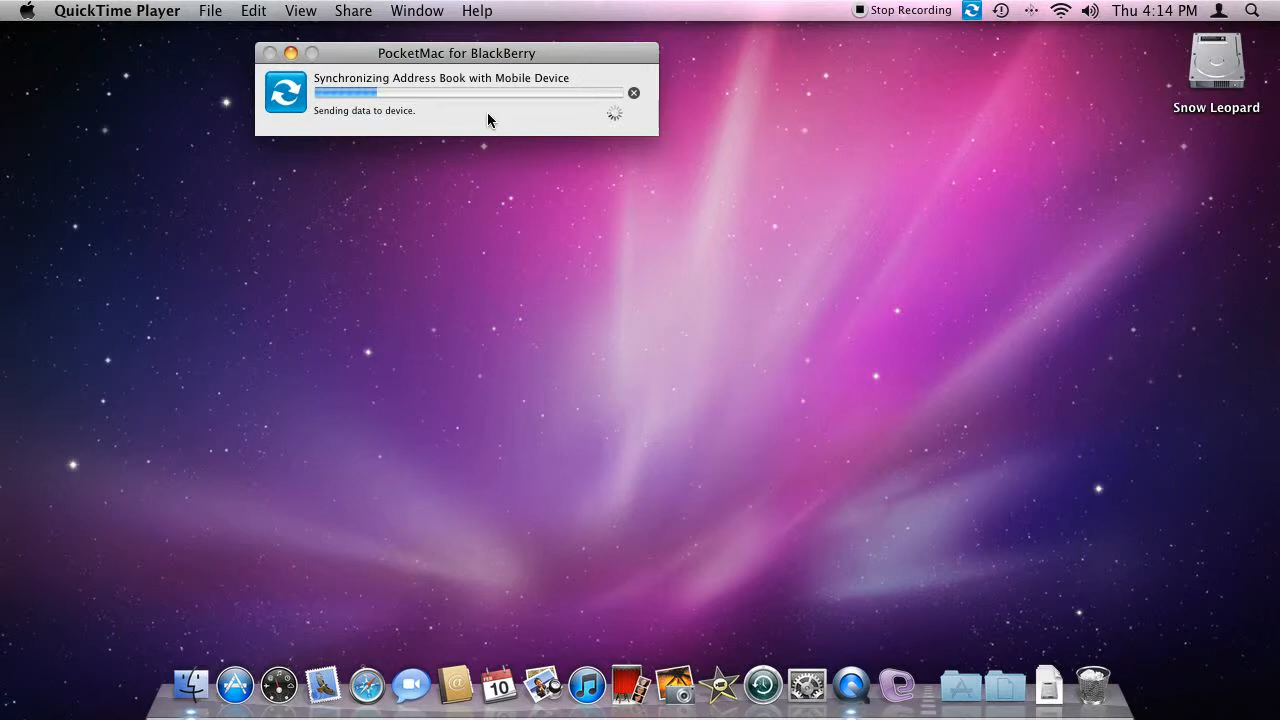 QuickTime Player File Edit View Share Window Help Stop Recording Thu 4:14 PM
PocketMac for BlackBerry
Synchronizing Address Book with Mobile Device
Sending data to device.
Snow Leopard
FEB
10